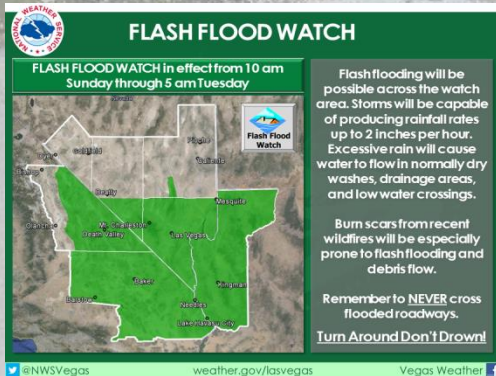 NATIONAL WEATHER SERVICE
FLASH FLOOD WATCH
FLASH FLOOD WATCH in effect from 10 am
Sunday through 5 am Tuesday
Flash Flood
Watch
Pioche
Goldfield
Caliente
Bishop
Beatty
Mesquite
Olancha
Mt. Charleston
Las Vegas
Death Valley
Baker
Kingman
Barstow
Needles
Lake Havasu City
Flash flooding will be
possible across the watch
area. Storms will be capable
of producing rainfall rates
up to 2 inches per hour.
Excessive rain will cause
water to flow in normally dry
washes, drainage areas,
and low water crossings.
Burn scars from recent
wildfires will be especially
prone to flash flooding and
debris flow.
Remember to NEVER cross
flooded roadways.
Turn Around Don't Drown!
@NWSVegas
weather.gov/lasvegas
Vegas Weather